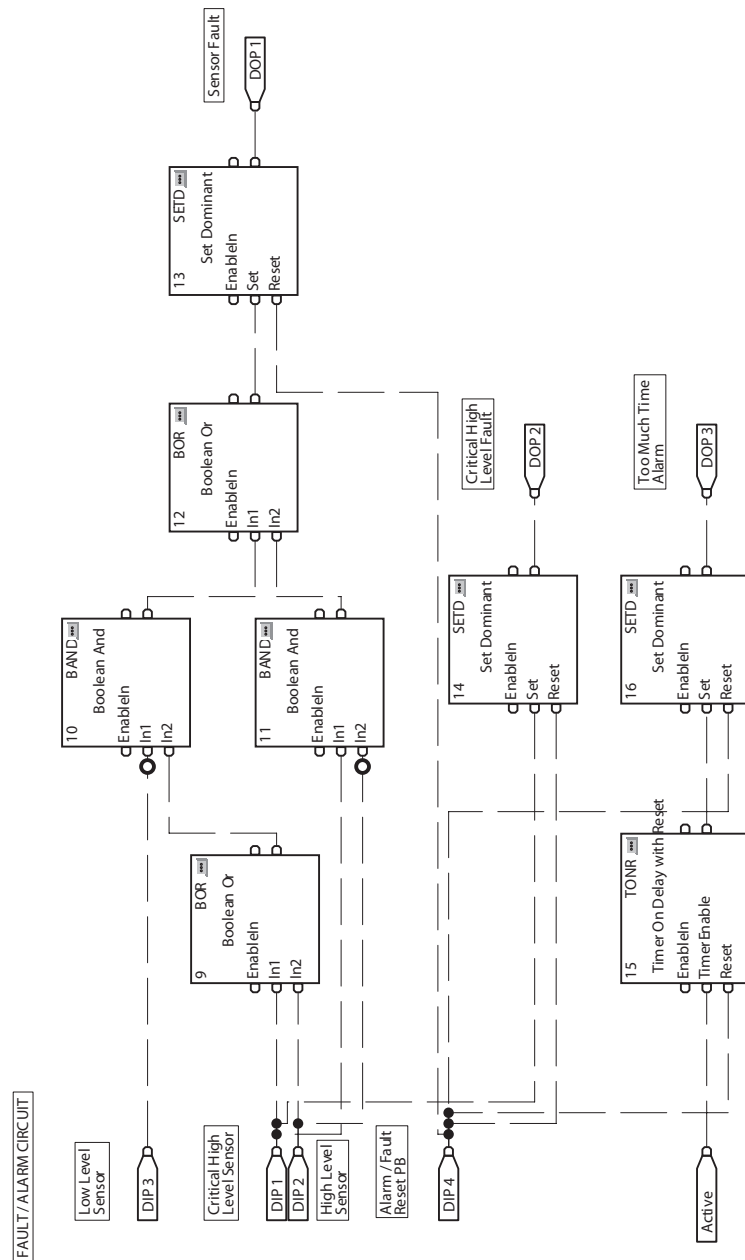 FAULT / ALARM CIRCUIT
Low Level
Sensor
DIP 3
Critical High
Level Sensor
DIP 1
DIP 2
High Level
Sensor
Alarm / Fault
Reset PB
DIP 4
Active
9 BOR
Boolean Or
EnableIn
In1
In2
10 BAND
Boolean And
EnableIn
In1
In2
11 BAND
Boolean And
EnableIn
In1
In2
12 BOR
Boolean Or
EnableIn
In1
In2
13 SETD
Set Dominant
EnableIn
Set
Reset
Sensor Fault
DOP 1
14 SETD
Set Dominant
EnableIn
Set
Reset
Critical High
Level Fault
DOP 2
15 TONR
Timer On Delay with Reset
EnableIn
TimerEnable
Reset
16 SETD
Set Dominant
EnableIn
Set
Reset
Too Much Time
Alarm
DOP 3